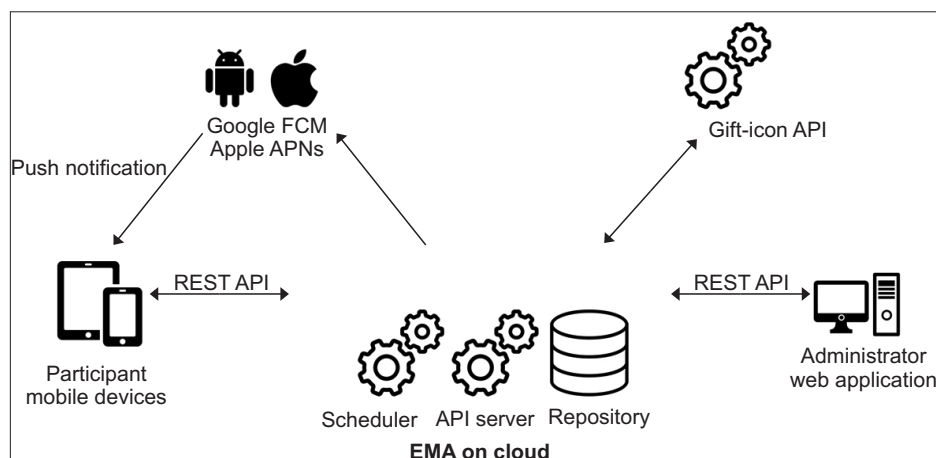 Google FCM
Apple APNs
Gift-icon API
Push notification
REST API
REST API
Participant
mobile devices
Administrator
web application
Scheduler
API server
Repository
EMA on cloud